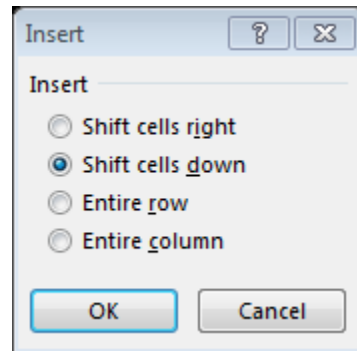 Insert
Insert
Shift cells right
Shift cells down
Entire row
Entire column
OK Cancel